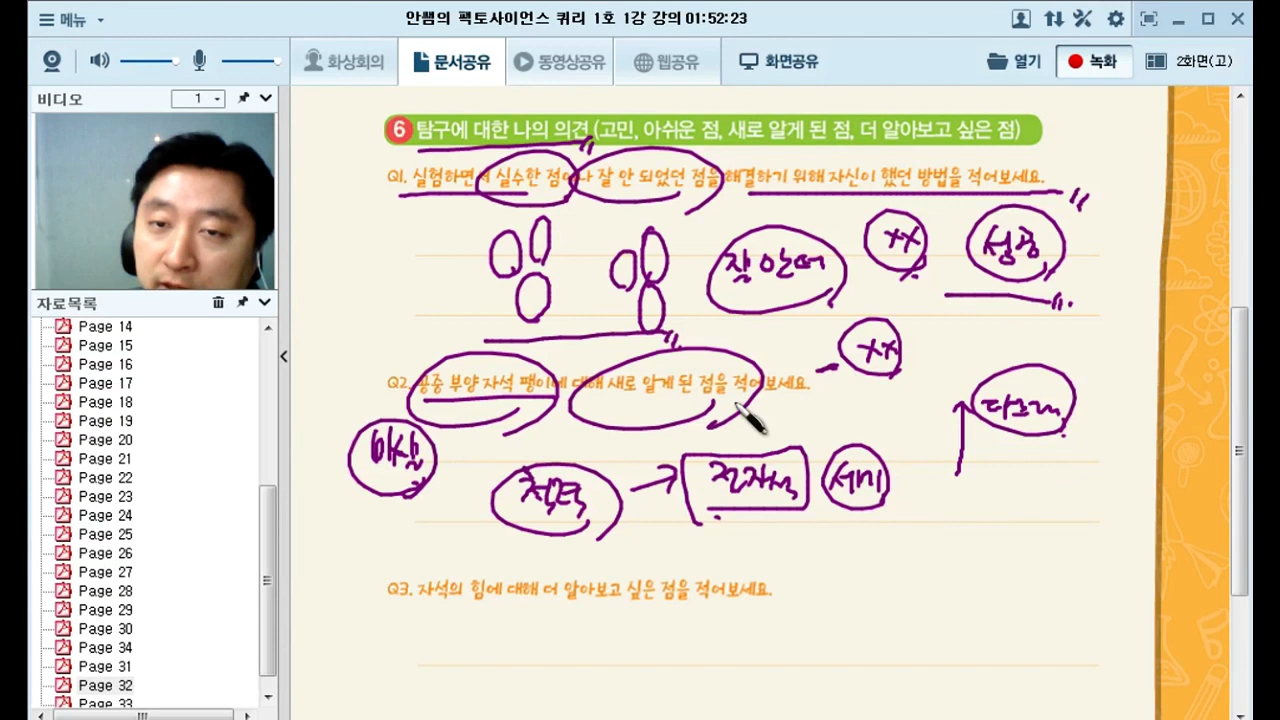 메뉴
안쌤의 팩토사이언스 쿼리 1호 1강 강의01:52:23
화상회의 문서공유 동영상공유 웹공유 화면공유 열기 녹화 2화면(고)
비디오 1
자료목록
Page 14
Page 15
Page 16
Page 17
Page 18
Page 19
Page 20
Page 21
Page 22
Page 23
Page 24
Page 25
Page 26
Page 27
Page 28
Page 29
Page 30
Page 34
Page 31
Page 32
Page 33
6 탐구에 대한 나의 의견 (고민, 아쉬운 점, 새로 알게 된 점, 더 알아보고 싶은 점)
Q1. 실험하면서 실수한 점이나 잘 안 되었던 점을 해결하기 위해 자신이 했던 방법을 적어보세요.
잘 안돼 XX 성공
XX
Q2. 공중 부양 자석 팽이에 대해 새로 알게 된 점을 적어보세요.
마찰
척력 → 전자석 세기
Q3. 자석의 힘에 대해 더 알아보고 싶은 점을 적어보세요.